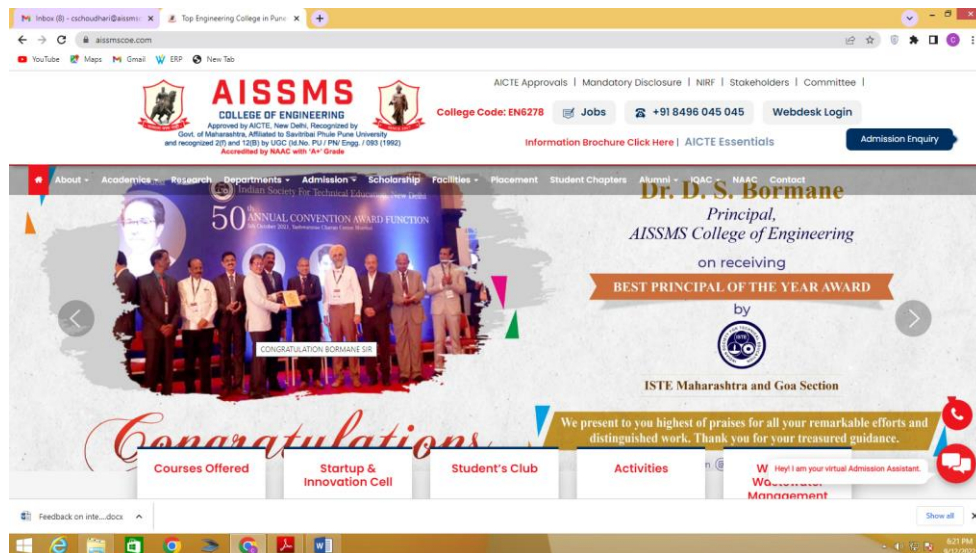 Inbox (8) - cschoudhari@aissms:
Top Engineering College in Pune
aissmscoe.com
YouTube
Maps
Gmail
ERP
New Tab
AISSMS
COLLEGE OF ENGINEERING
Approved by AICTE, New Delhi, Recognized by
Govt. of Maharashtra, Affiliated to Savitribai Phule Pune University
and recognized 2(f) and 12(B) by UGC (Id.No. PU / PN/ Engg. / 093 (1992)
Accredited by NAAC with 'A+' Grade
AICTE Approvals | Mandatory Disclosure | NIRF | Stakeholders | Committee |
College Code: EN6278
Jobs
+91 8496 045 045
Webdesk Login
Information Brochure Click Here | AICTE Essentials
Admission Enquiry
About
Academics
Research
Departments
Admission
Scholarship
Facilities
Placement
Student Chapters
Alumni
IQAC
NAAC
Contact
Indian Society For Technical Education, New Delhi
50th ANNUAL CONVENTION AWARD FUNCTION
CONGRATULATION BORMANE SIR
Dr. D. S. Bormane
Principal,
AISSMS College of Engineering
on receiving
BEST PRINCIPAL OF THE YEAR AWARD
by
ISTE Maharashtra and Goa Section
We present to you highest of praises for all your remarkable efforts and
distinguished work. Thank you for your treasured guidance.
Congratulations
Courses Offered
Startup &
Innovation Cell
Student's Club
Activities
W
Wastewater
Management
Hey! I am your virtual Admission Assistant.
Feedback on inte....docx
Show all
6:21 PM